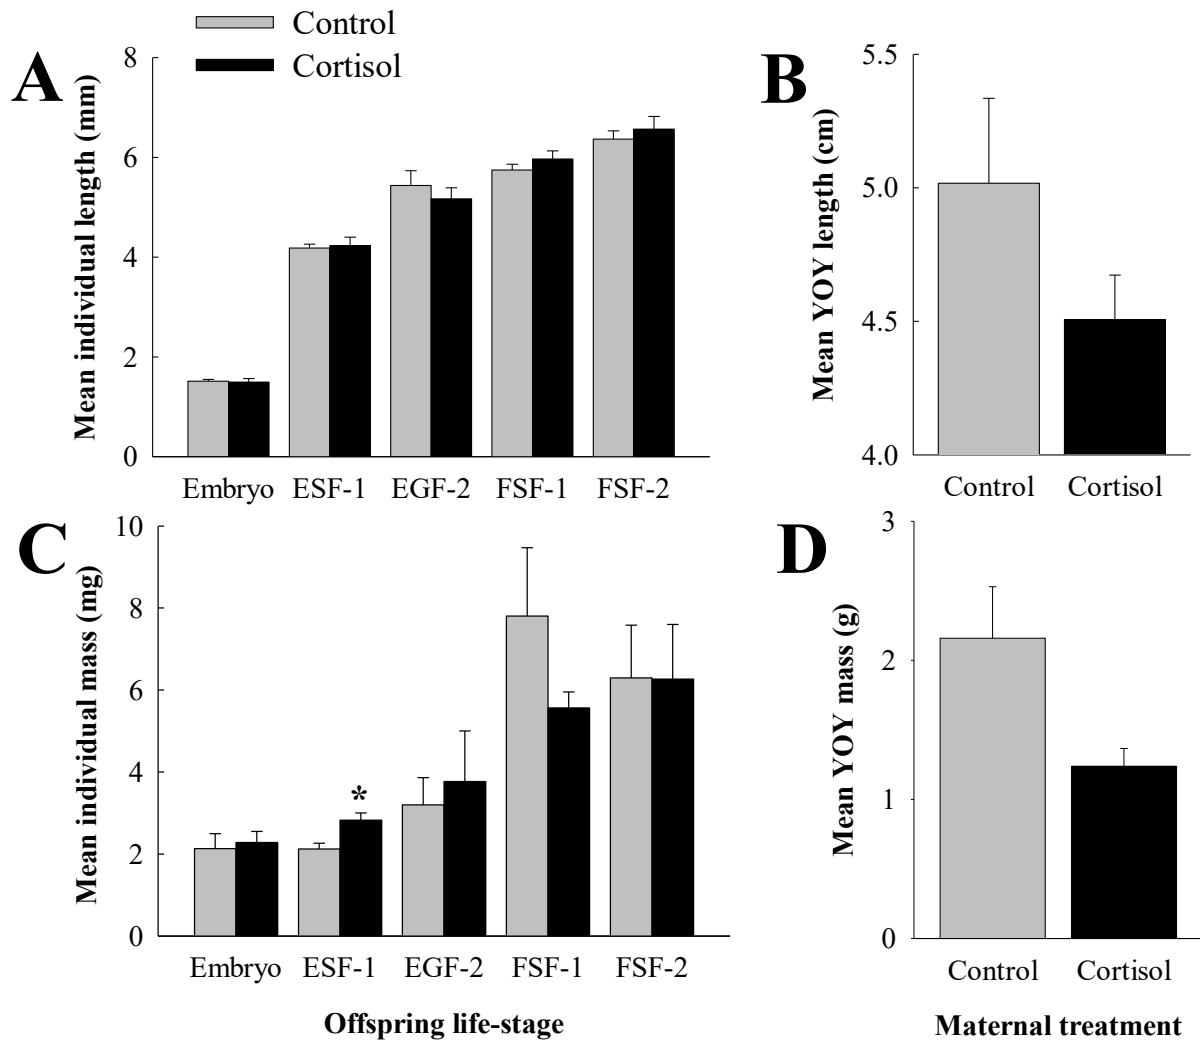 Control
Cortisol
A
Mean individual length (mm)
8
6
4
2
0
Embryo ESF-1 EGF-2 FSF-1 FSF-2
B
Mean YOY length (cm)
5.5
5.0
4.5
4.0
Control Cortisol
C
Mean individual mass (mg)
10
8
6
4
2
0
*
Embryo ESF-1 EGF-2 FSF-1 FSF-2
Offspring life-stage
D
Mean YOY mass (g)
3
2
1
0
Control Cortisol
Maternal treatment